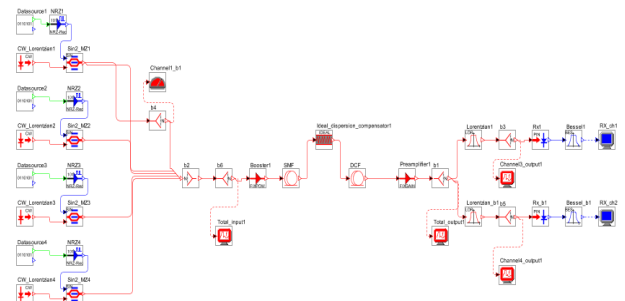 Datasource1 NRZ1
CW_Lorentzian1 Sin2_MZ1
Channel1_b1
Datasource2 NRZ2
b4
Ideal_dispersion_compensator1
Lorentzian1 b3 Rx1 Bessel1 RX_ch1
CW_Lorentzian2 Sin2_MZ2
Datasource3 NRZ3
b2 b6 Booster1 SMF DCF Preamplifier1 b1
Channel3_output1
CW_Lorentzian3 Sin2_MZ3
Total_input1 Total_output1
Lorentzian_b1 b5 Rx_b1 Bessel_b1 RX_ch2
Datasource4 NRZ4
Channel4_output1
CW_Lorentzian4 Sin2_MZ4